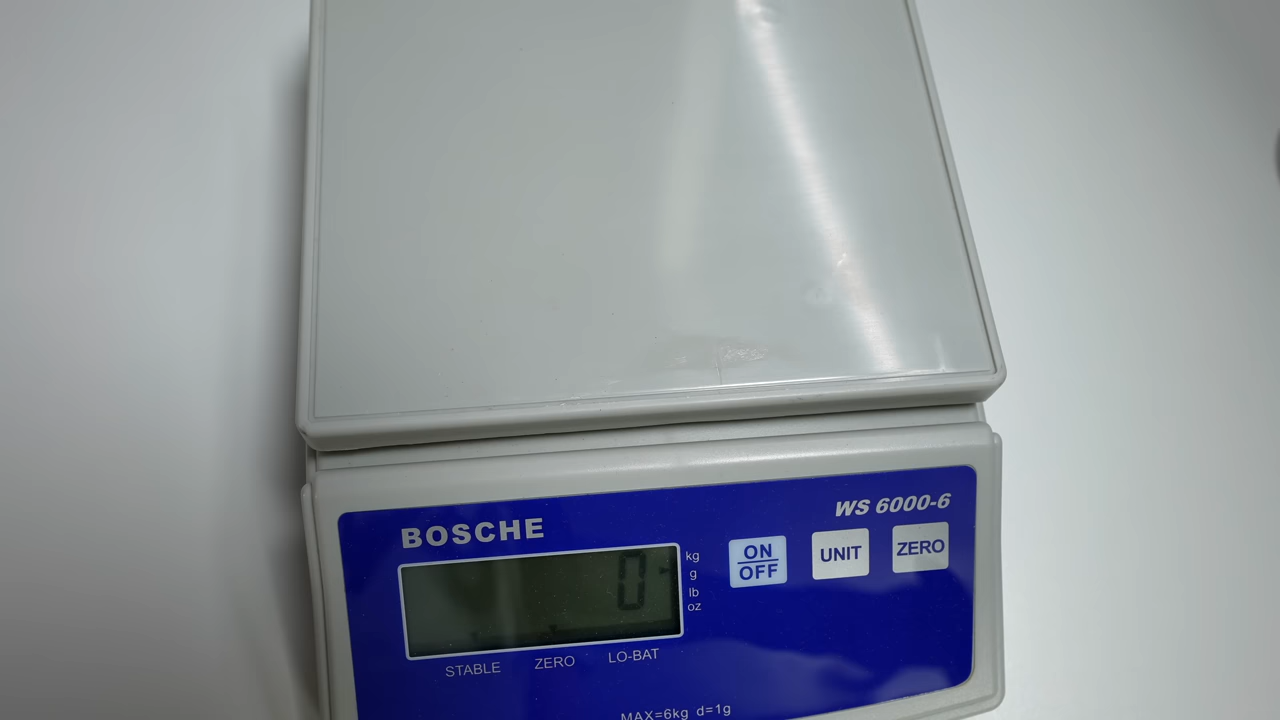 WS 6000-6
BOSCHE
ON
OFF
UNIT
ZERO
0
kg
g
lb
oz
STABLE ZERO LO-BAT
MAX=6kg d=1g